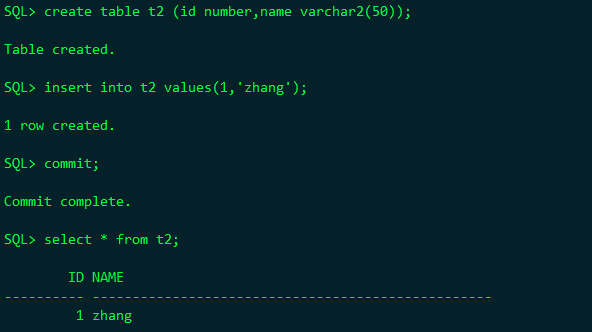 SQL> create table t2 (id number,name varchar2(50));
Table created.
SQL> insert into t2 values(1,'zhang');
1 row created.
SQL> commit;
Commit complete.
SQL> select * from t2;
        ID NAME
---------- --------------------------------------------------
         1 zhang